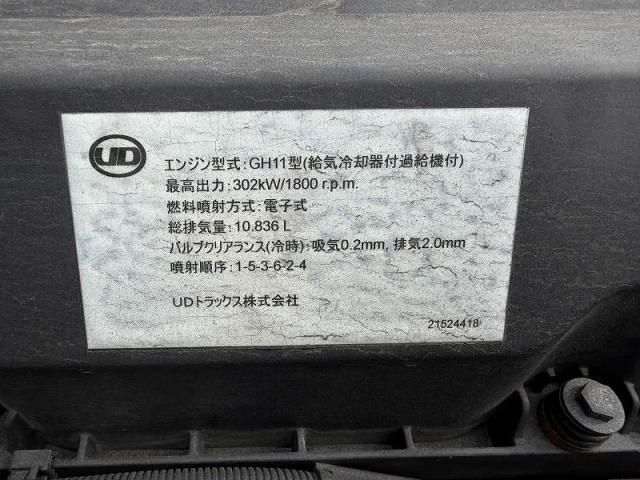 UD
エンジン型式:GH11型(給気冷却器付過給機付)
最高出力:302kW/1800 r.p.m.
燃料噴射方式:電子式
総排気量:10.836 L
バルブクリアランス(冷時):吸気0.2mm, 排気2.0mm
噴射順序:1-5-3-6-2-4
UDトラックス株式会社
21524418